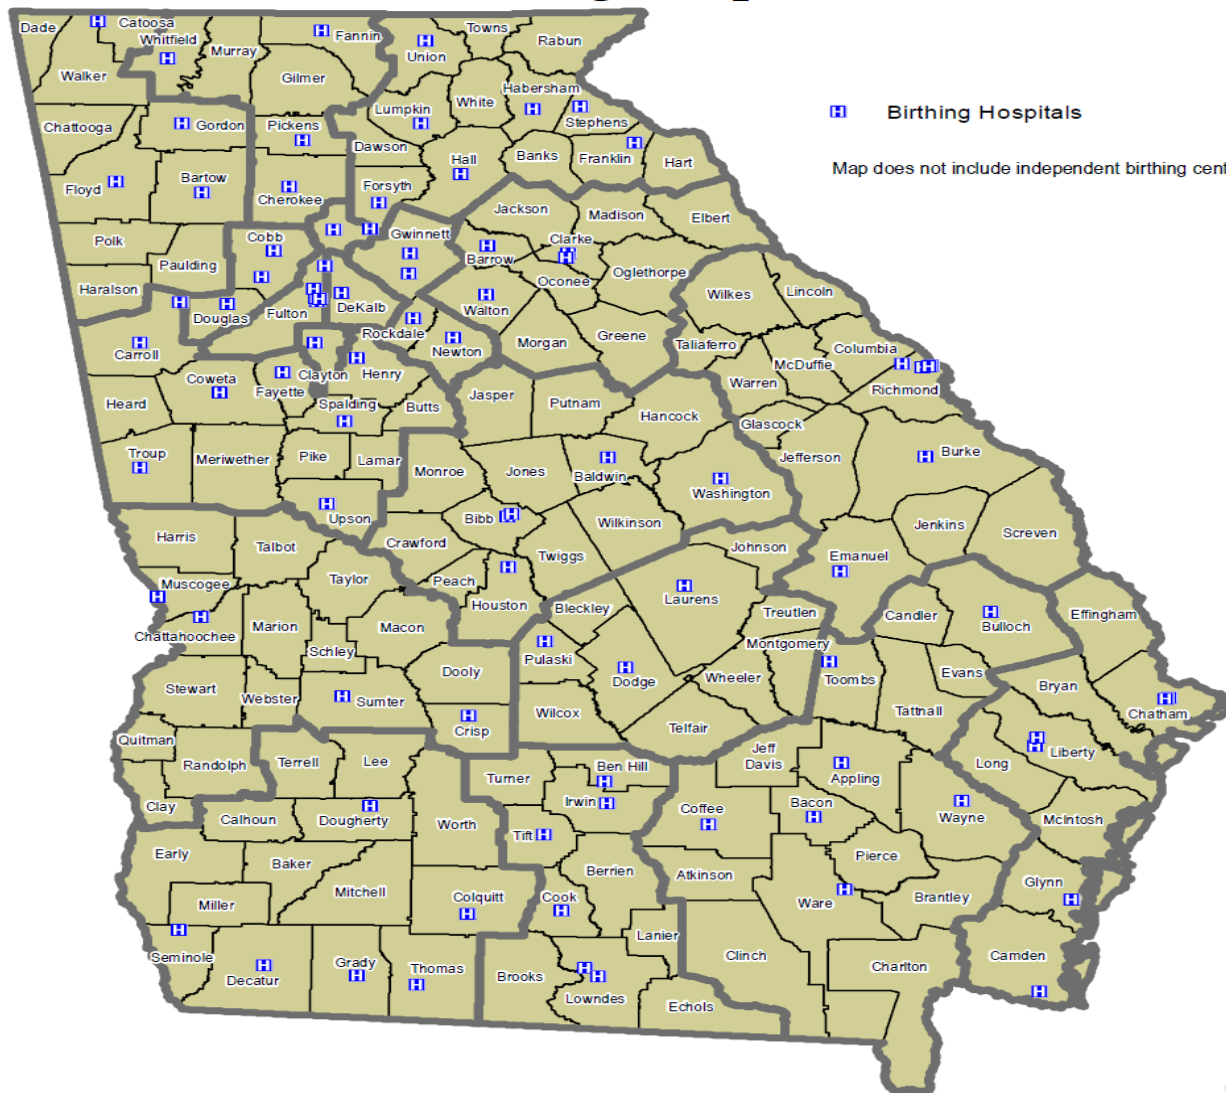 Dade
Catoosa
Whitfield
Murray
Fannin
Union
Towns
Rabun
Walker
Gilmer
Lumpkin
White
Habersham
Stephens
Chattooga
Gordon
Pickens
Dawson
Hall
Banks
Franklin
Hart
Floyd
Bartow
Cherokee
Forsyth
Jackson
Madison
Elbert
Polk
Paulding
Cobb
Gwinnett
Barrow
Clarke
Oconee
Oglethorpe
Wilkes
Lincoln
Haralson
Douglas
Fulton
DeKalb
Rockdale
Walton
Newton
Morgan
Greene
Taliaferro
Columbia
McDuffie
Richmond
Warren
Carroll
Coweta
Fayette
Clayton
Henry
Heard
Spalding
Butts
Jasper
Putnam
Hancock
Glascock
Jefferson
Burke
Troup
Meriwether
Pike
Lamar
Monroe
Jones
Baldwin
Washington
Upson
Bibb
Wilkinson
Jenkins
Screven
Harris
Talbot
Crawford
Twiggs
Johnson
Emanuel
Muscogee
Taylor
Peach
Houston
Bleckley
Laurens
Treutlen
Candler
Bulloch
Effingham
Chattahoochee
Marion
Schley
Macon
Pulaski
Dodge
Montgomery
Wheeler
Toombs
Evans
Tattnall
Bryan
Chatham
Stewart
Webster
Sumter
Dooly
Crisp
Wilcox
Telfair
Jeff
Davis
Appling
Long
Liberty
Quitman
Randolph
Terrell
Lee
Turner
Ben Hill
Irwin
Coffee
Bacon
Wayne
McIntosh
Clay
Calhoun
Dougherty
Worth
Tift
Early
Baker
Mitchell
Berrien
Atkinson
Pierce
Ware
Brantley
Glynn
Miller
Colquitt
Cook
Lanier
Clinch
Charlton
Camden
Seminole
Decatur
Grady
Thomas
Brooks
Lowndes
Echols
H Birthing Hospitals
Map does not include independent birthing cent